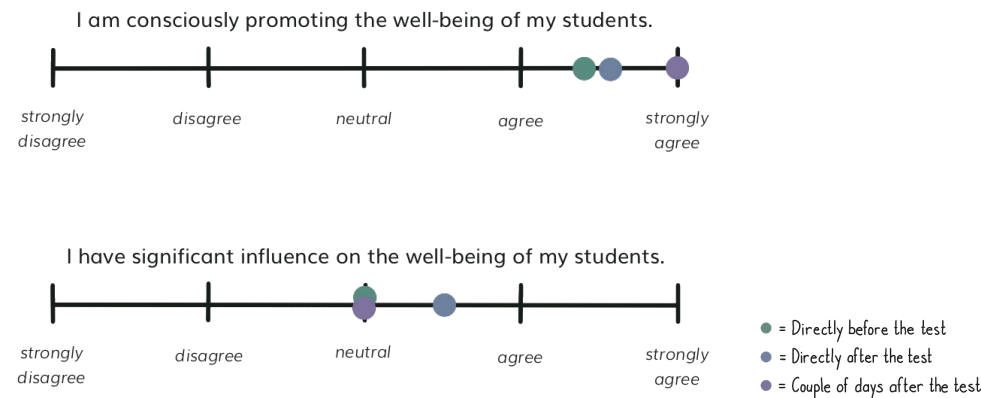 I am consciously promoting the well-being of my students.
strongly disagree
disagree
neutral
agree
strongly agree
I have significant influence on the well-being of my students.
strongly disagree
disagree
neutral
agree
strongly agree
= Directly before the test
= Directly after the test
= Couple of days after the test